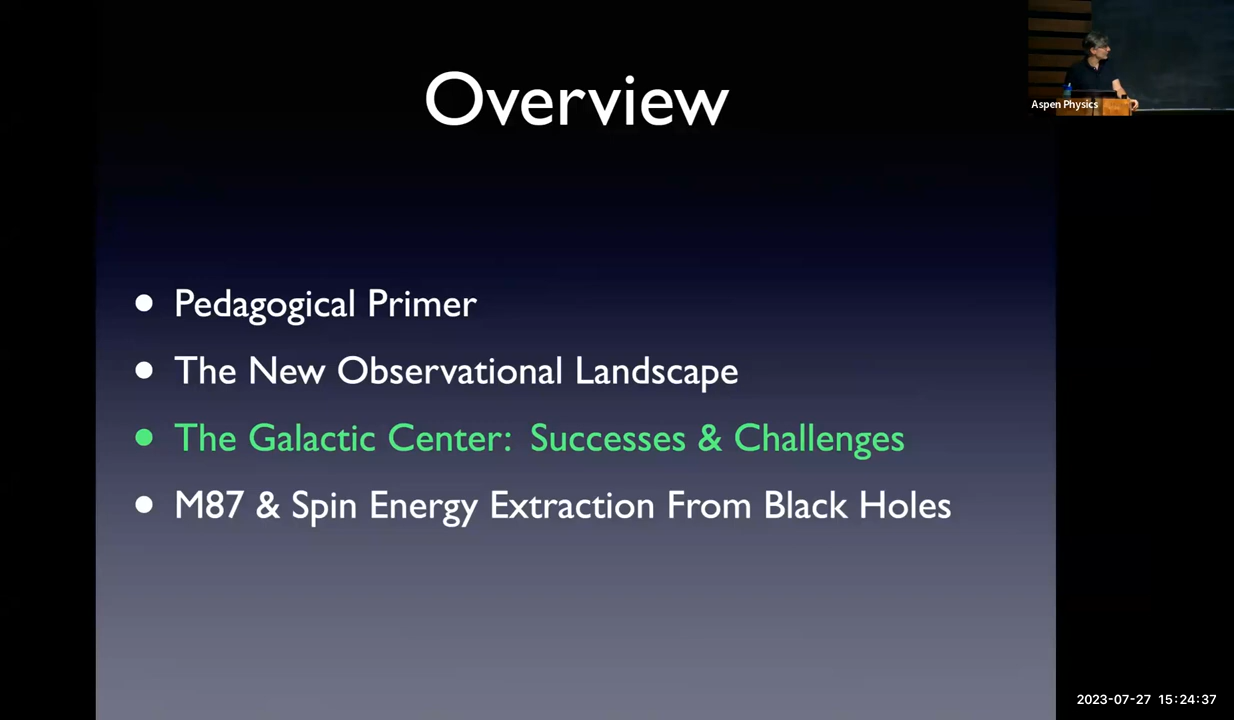 Overview
Aspen Physics
• Pedagogical Primer
• The New Observational Landscape
• The Galactic Center: Successes & Challenges
• M87 & Spin Energy Extraction From Black Holes
2023-07-27 15:24:37